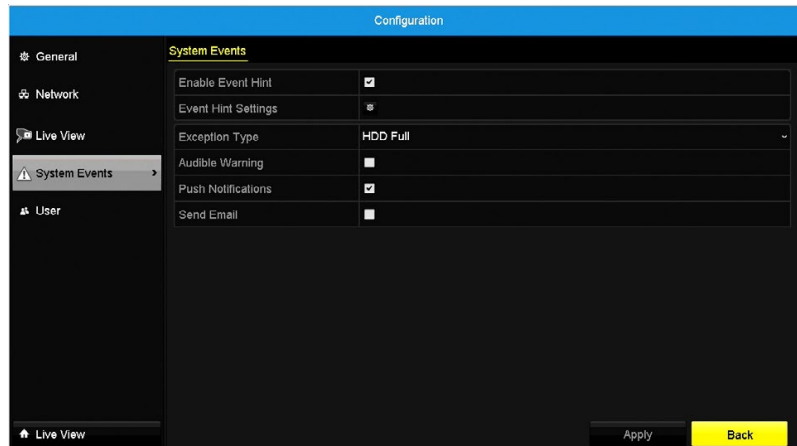 Configuration
General
Network
Live View
System Events
User
Live View
System Events
Enable Event Hint
Event Hint Settings
Exception Type HDD Full
Audible Warning
Push Notifications
Send Email
Apply Back